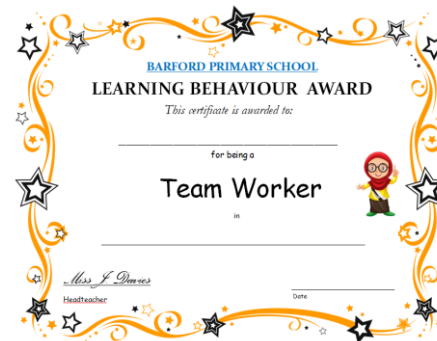 BARFORD PRIMARY SCHOOL
LEARNING BEHAVIOUR AWARD
This certificate is awarded to:
for being a
Team Worker
in
Miss J. Davies
Headteacher
Date